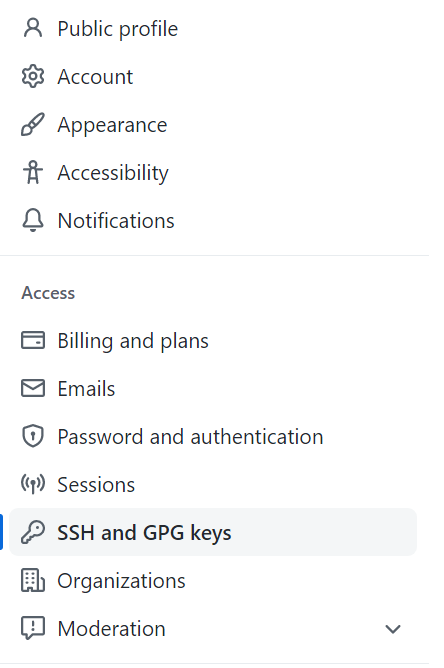 Public profile
Account
Appearance
Accessibility
Notifications
Access
Billing and plans
Emails
Password and authentication
Sessions
SSH and GPG keys
Organizations
Moderation